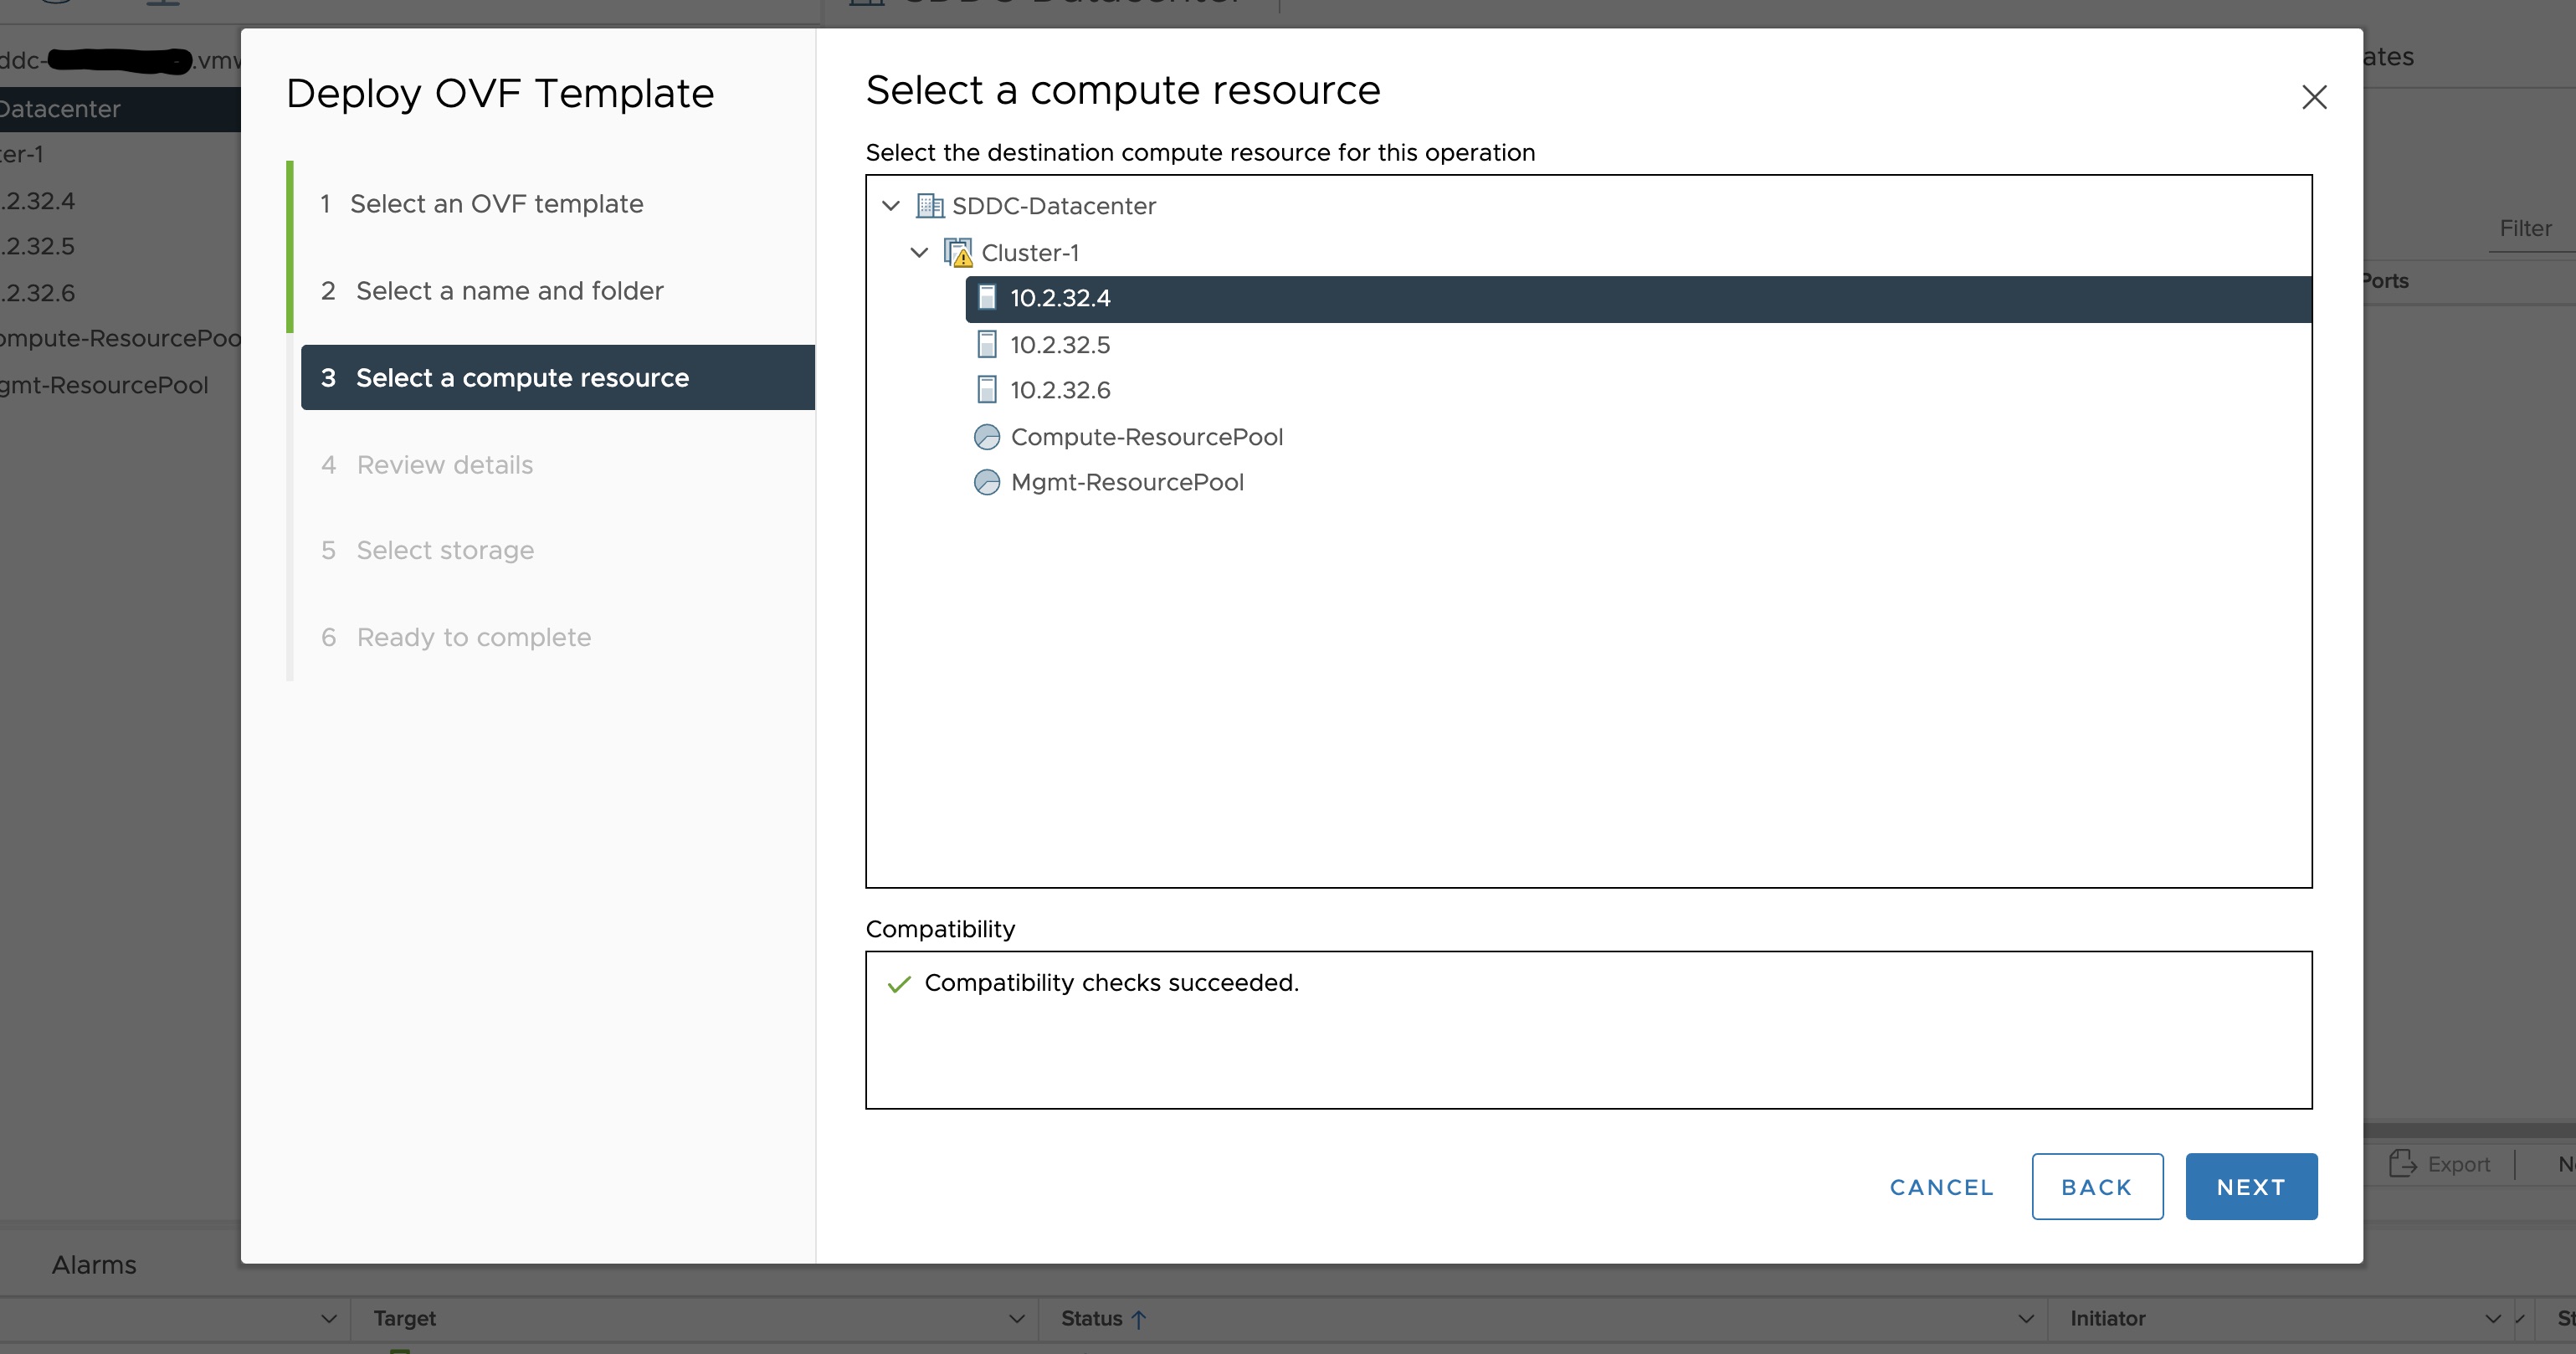 SDDC-Datacenter
ddc-
.vmw
Datacenter
ter-1
.2.32.4
.2.32.5
.2.32.6
ompute-ResourcePoo
gmt-ResourcePool
Deploy OVF Template
1 Select an OVF template
2 Select a name and folder
3 Select a compute resource
4 Review details
5 Select storage
6 Ready to complete
Select a compute resource
Select the destination compute resource for this operation
SDDC-Datacenter
Cluster-1
10.2.32.4
10.2.32.5
10.2.32.6
Compute-ResourcePool
Mgmt-ResourcePool
Compatibility
Compatibility checks succeeded.
CANCEL BACK NEXT
ates
Filter
Ports
Export
Alarms
Target Status Initiator St